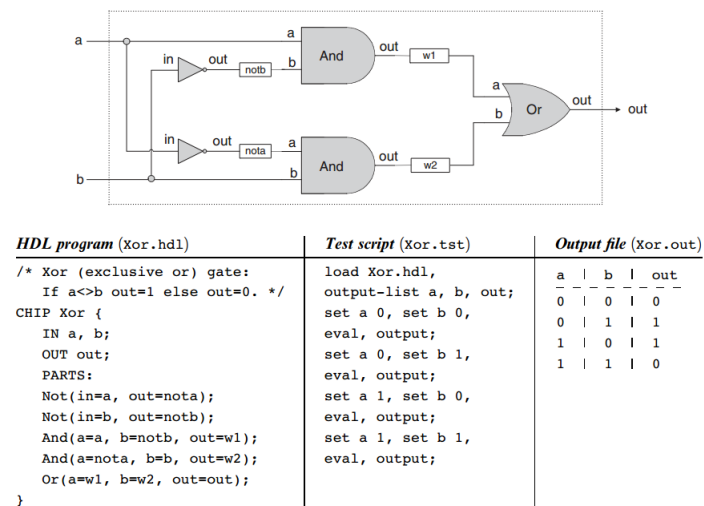 a
a
out
in
out
And
w1
notb
b
a
out
b
Or
out
in
out
a
out
nota
And
w2
b
b
HDL program (Xor.hdl)
/* Xor (exclusive or) gate:
If a<>b out=1 else out=0. */
CHIP Xor {
IN a, b;
OUT out;
PARTS:
Not(in=a, out=nota);
Not(in=b, out=notb);
And(a=a, b=notb, out=w1);
And(a=nota, b=b, out=w2);
Or(a=w1, b=w2, out=out);
}
Test script (Xor.tst)
load Xor.hdl,
output-list a, b, out;
set a 0, set b 0,
eval, output;
set a 0, set b 1,
eval, output;
set a 1, set b 0,
eval, output;
set a 1, set b 1,
eval, output;
Output file (Xor.out)
a | b | out
0 | 0 | 0
0 | 1 | 1
1 | 0 | 1
1 | 1 | 0